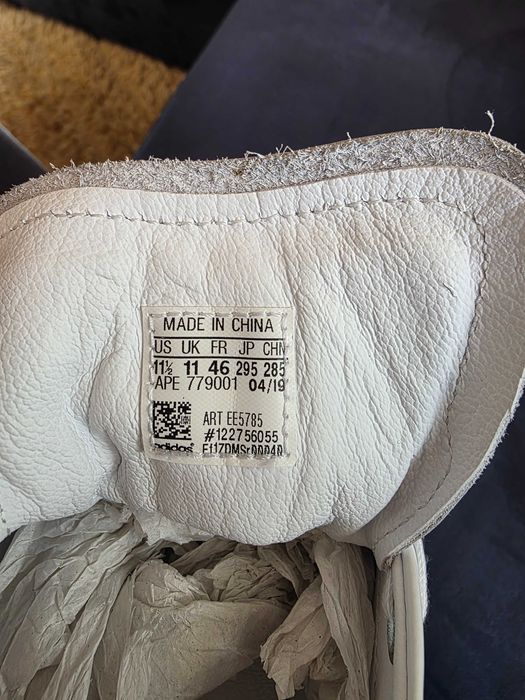 MADE IN CHINA
US UK FR JP CHN
11½ 11 46 295 285
APE 779001 04/19
ART EE5785
#122756055
adidas